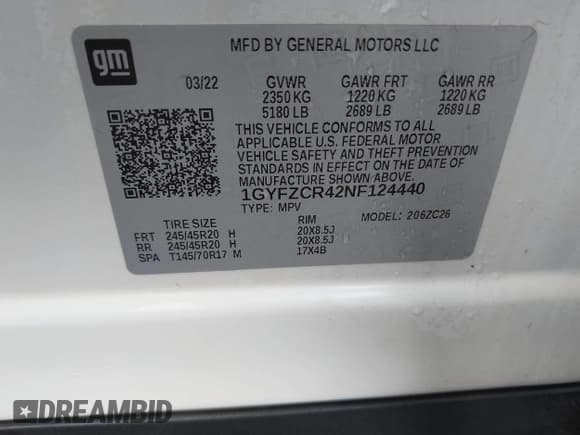 gm
MFD BY GENERAL MOTORS LLC
03/22 GVWR GAWR FRT GAWR RR
2350 KG 1220 KG 1220 KG
5180 LB 2689 LB 2689 LB
THIS VEHICLE CONFORMS TO ALL
APPLICABLE U.S. FEDERAL MOTOR
VEHICLE SAFETY AND THEFT PREVENTION
STANDARDS IN EFFECT ON THE DATE OF
MANUFACTURE SHOWN ABOVE.
1GYFZCR42NF124440
TYPE: MPV MODEL: 206ZC26
TIRE SIZE RIM
FRT 245/45R20 H 20X8.5J
RR 245/45R20 H 20X8.5J
SPA T145/70R17 M 17X4B
DREAMBID